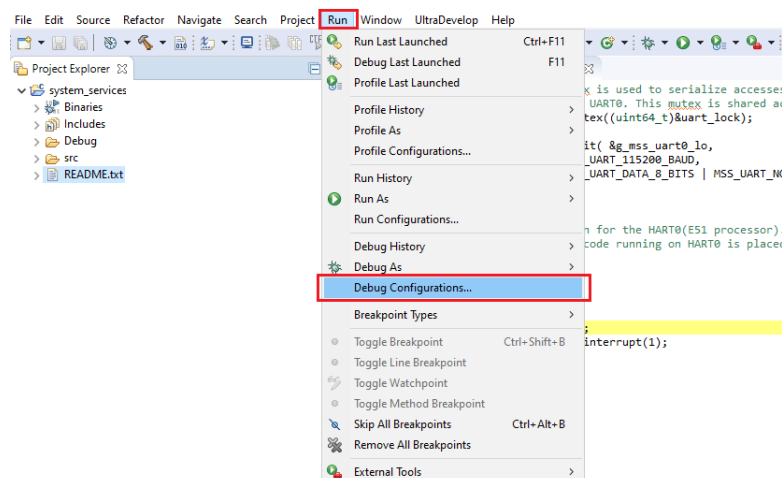 File Edit Source Refactor Navigate Search Project Run Window UltraDevelop Help
Project Explorer
system_services
Binaries
Includes
Debug
src
README.txt
Run Last Launched Ctrl+F11
Debug Last Launched F11
Profile Last Launched
Profile History
Profile As
Profile Configurations...
Run History
Run As
Run Configurations...
Debug History
Debug As
Debug Configurations...
Breakpoint Types
Toggle Breakpoint Ctrl+Shift+B
Toggle Line Breakpoint
Toggle Watchpoint
Toggle Method Breakpoint
Skip All Breakpoints Ctrl+Alt+B
Remove All Breakpoints
External Tools
x is used to serialize accesses
UART0. This mutex is shared a
tex((uint64_t)&uart_lock);
it( &g_mss_uart0_lo,
_UART_115200_BAUD,
_UART_DATA_8_BITS | MSS_UART_NO
n for the HART0(E51 processor).
code running on HART0 is placed
;
interrupt(1);